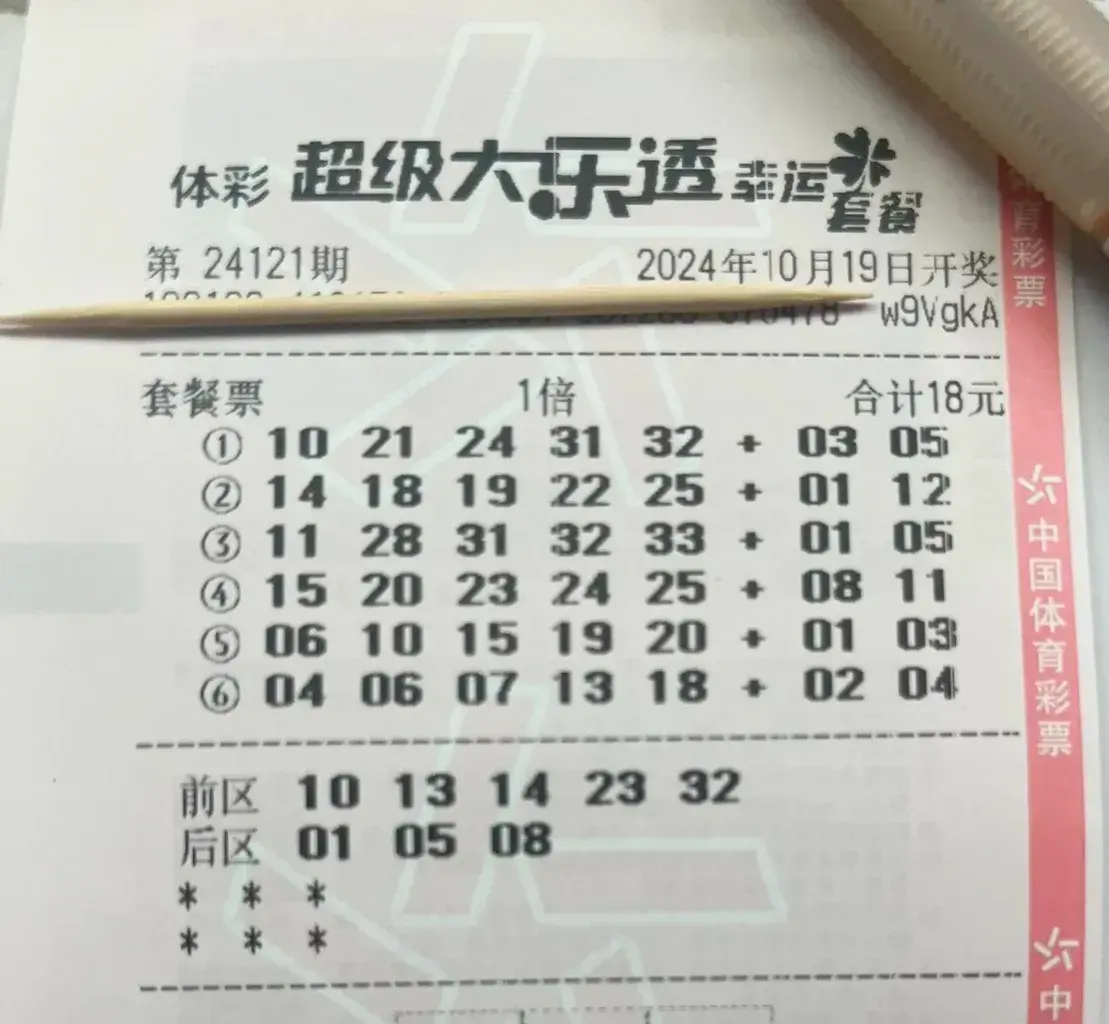 体彩 超级大乐透 幸运套餐
第 24121期 2024年10月19日开奖
w9VgkA
套餐票 1倍 合计18元
① 10 21 24 31 32 + 03 05
② 14 18 19 22 25 + 01 12
③ 11 28 31 32 33 + 01 05
④ 15 20 23 24 25 + 08 11
⑤ 06 10 15 19 20 + 01 03
⑥ 04 06 07 13 18 + 02 04
前区 10 13 14 23 32
后区 01 05 08
* * *
* * *
育彩票
中国体育彩票
中